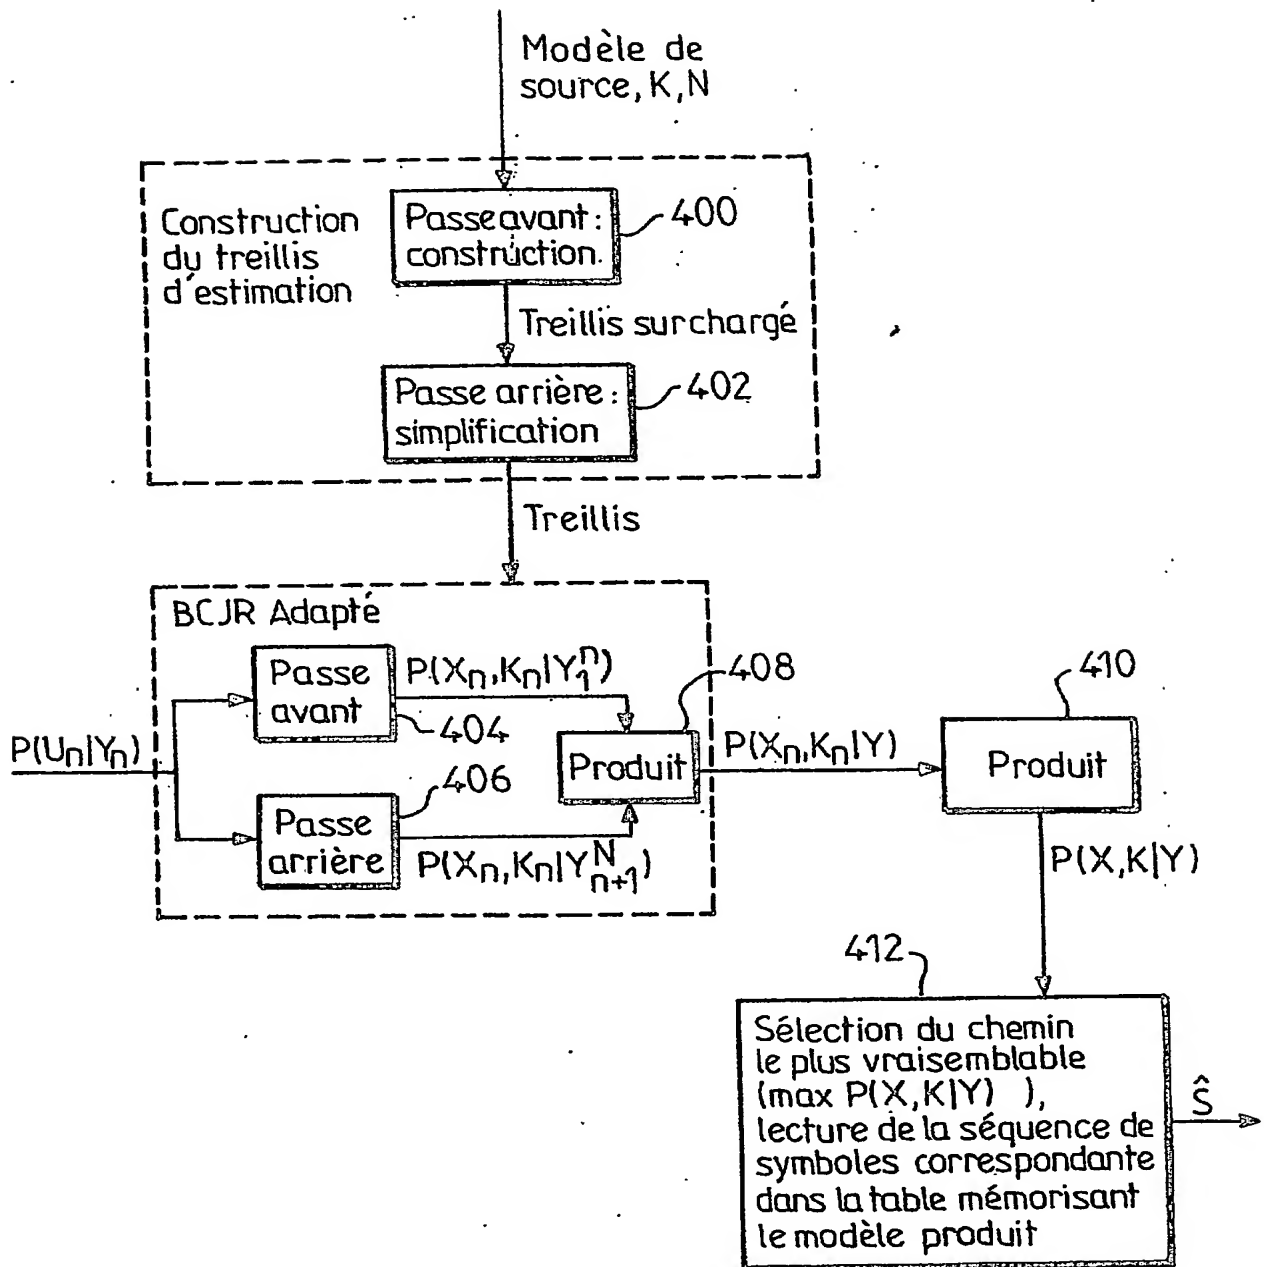 Modèle de
source, K, N
Construction
du treillis
d'estimation
Passe avant :
construction.
400
Treillis surchargé
Passe arrière :
simplification
402
Treillis
BCJR Adapté
P(Uₙ|Yₙ)
Passe
avant
404
P(Xₙ,Kₙ|Y₁ⁿ)
Passe
arrière
406
P(Xₙ,Kₙ|Yₙ₊₁ᴺ)
408
Produit
P(Xₙ,Kₙ|Y)
410
Produit
P(X,K|Y)
412
Sélection du chemin
le plus vraisemblable
(max P(X,K|Y) ),
lecture de la séquence de
symboles correspondante
dans la table mémorisant
le modèle produit
Ŝ